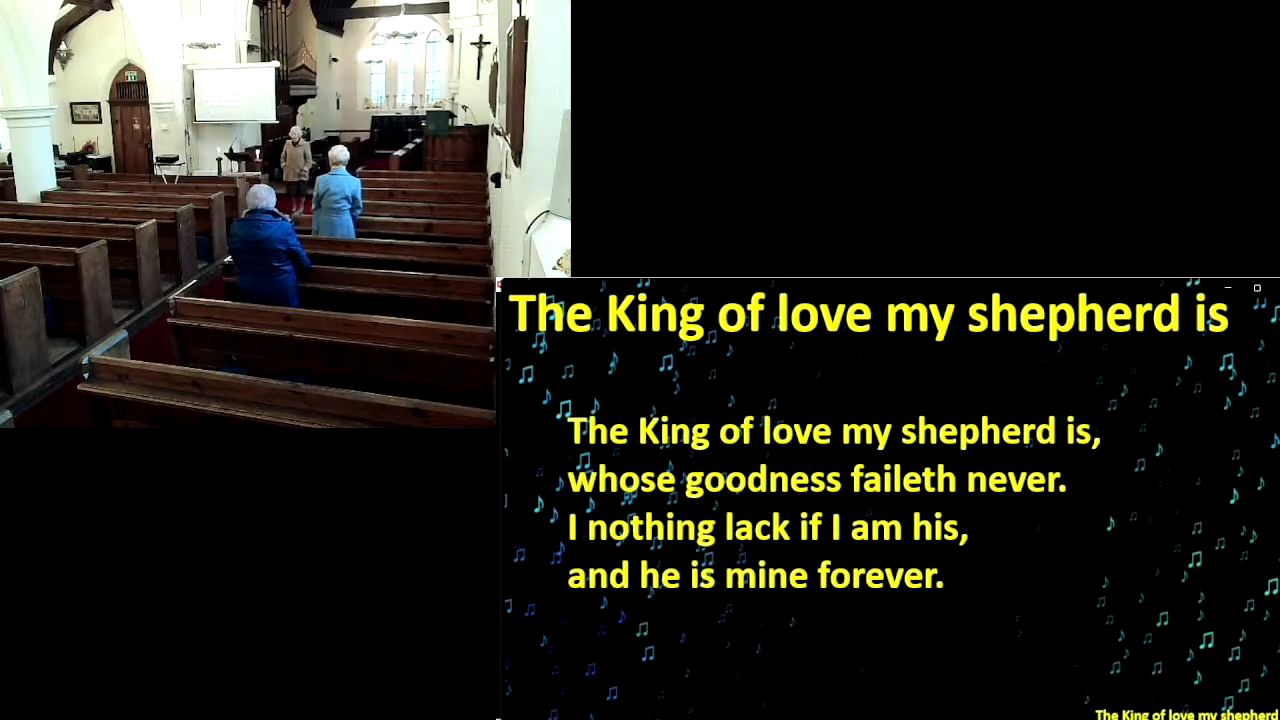 The King of love my shepherd is
The King of love my shepherd is,
whose goodness faileth never.
I nothing lack if I am his,
and he is mine forever.
The King of love my shepherd